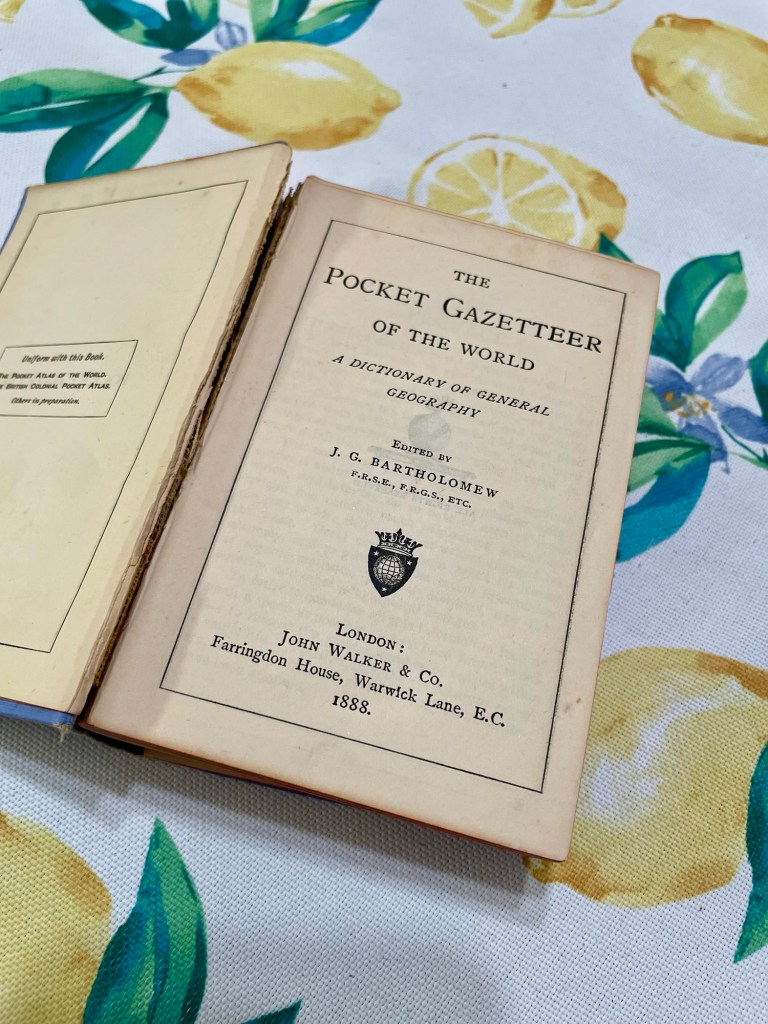 Uniform with this Book.
THE POCKET ATLAS OF THE WORLD.
BRITISH COLONIAL POCKET ATLAS.
Others in preparation.
THE
POCKET GAZETTEER
OF THE WORLD
A DICTIONARY OF GENERAL
GEOGRAPHY
EDITED BY
J. G. BARTHOLOMEW
F.R.S.E., F.R.G.S., ETC.
LONDON:
JOHN WALKER & CO.
Farringdon House, Warwick Lane, E.C.
1888.